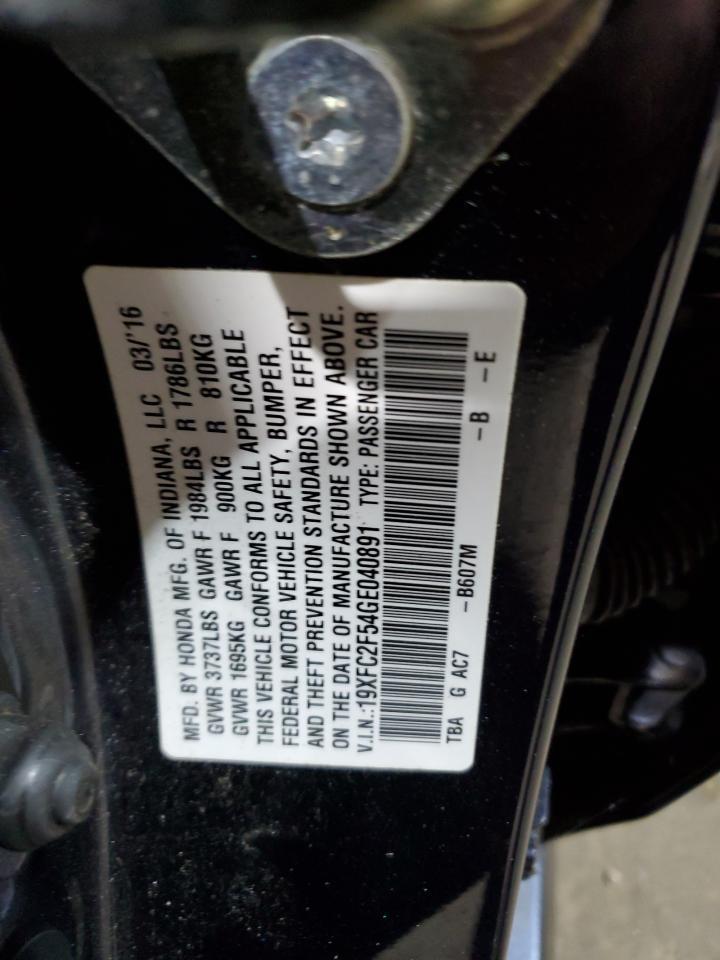 MFD. BY HONDA MFG. OF INDIANA, LLC 03/'16
GVWR 3737LBS GAWR F 1984LBS R 1786LBS
GVWR 1695KG GAWR F 900KG R 810KG
THIS VEHICLE CONFORMS TO ALL APPLICABLE
FEDERAL MOTOR VEHICLE SAFETY, BUMPER,
AND THEFT PREVENTION STANDARDS IN EFFECT
ON THE DATE OF MANUFACTURE SHOWN ABOVE.
V.I.N.:19XFC2F54GE040891 TYPE: PASSENGER CAR
TBA G AC7 –B607M –B –E